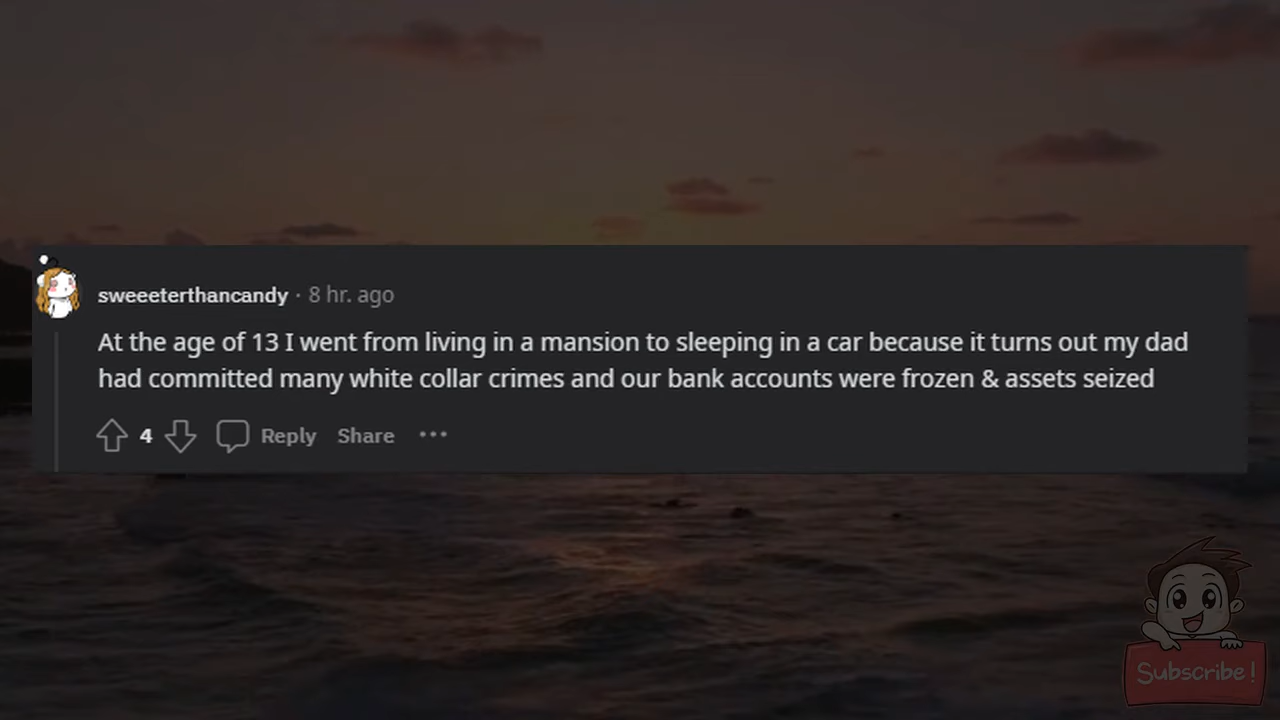 sweeeterthancandy · 8 hr. ago
At the age of 13 I went from living in a mansion to sleeping in a car because it turns out my dad
had committed many white collar crimes and our bank accounts were frozen & assets seized
4 Reply Share ···
Subscribe!